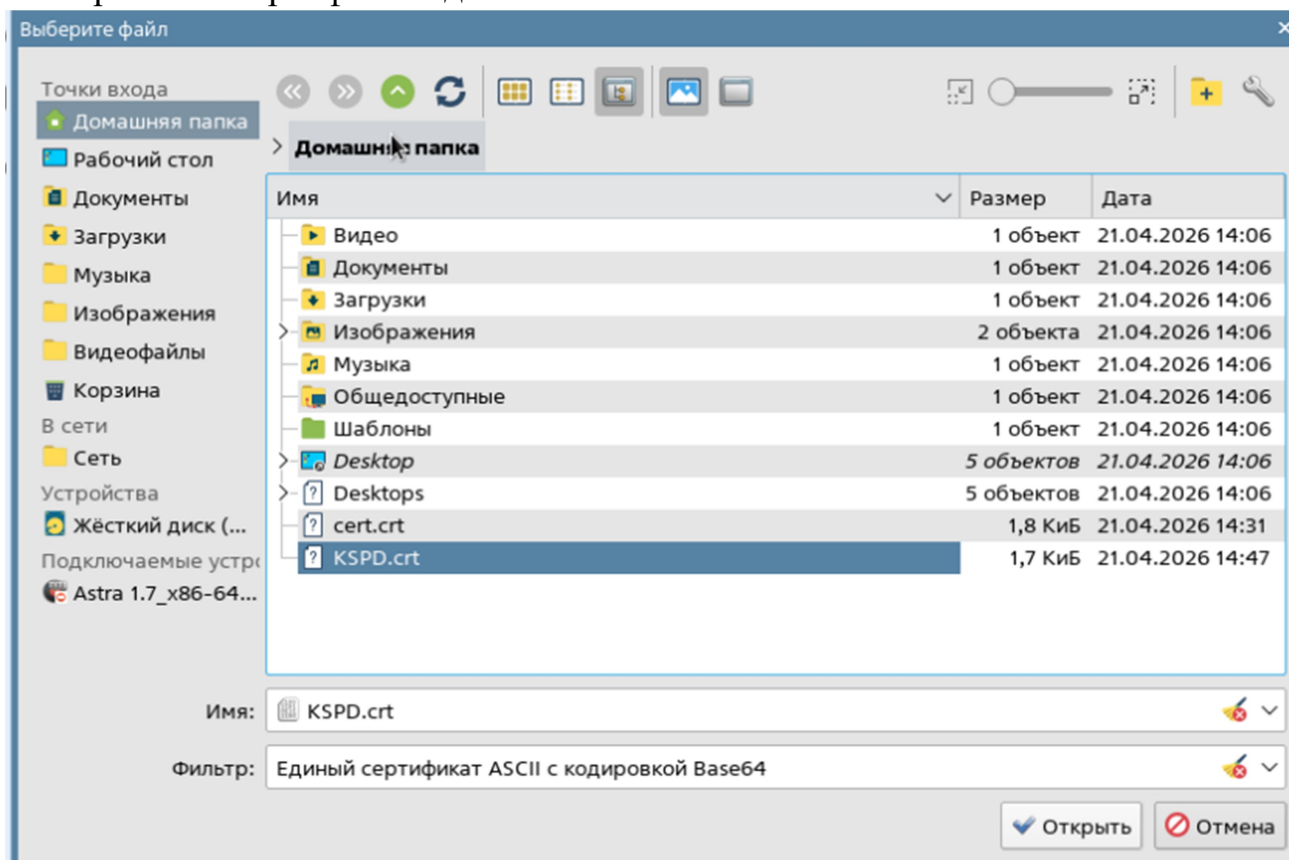 Выберите файл
Точки входа
Домашняя папка
Рабочий стол
Документы
Загрузки
Музыка
Изображения
Видеофайлы
Корзина
В сети
Сеть
Устройства
Жёсткий диск (...
Подключаемые устро
Astra 1.7_x86-64...
Домашняя папка
Имя Размер Дата
Видео 1 объект 21.04.2026 14:06
Документы 1 объект 21.04.2026 14:06
Загрузки 1 объект 21.04.2026 14:06
Изображения 2 объекта 21.04.2026 14:06
Музыка 1 объект 21.04.2026 14:06
Общедоступные 1 объект 21.04.2026 14:06
Шаблоны 1 объект 21.04.2026 14:06
Desktop 5 объектов 21.04.2026 14:06
Desktops 5 объектов 21.04.2026 14:06
cert.crt 1,8 КиБ 21.04.2026 14:31
KSPD.crt 1,7 КиБ 21.04.2026 14:47
Имя: KSPD.crt
Фильтр: Единый сертификат ASCII с кодировкой Base64
Открыть Отмена